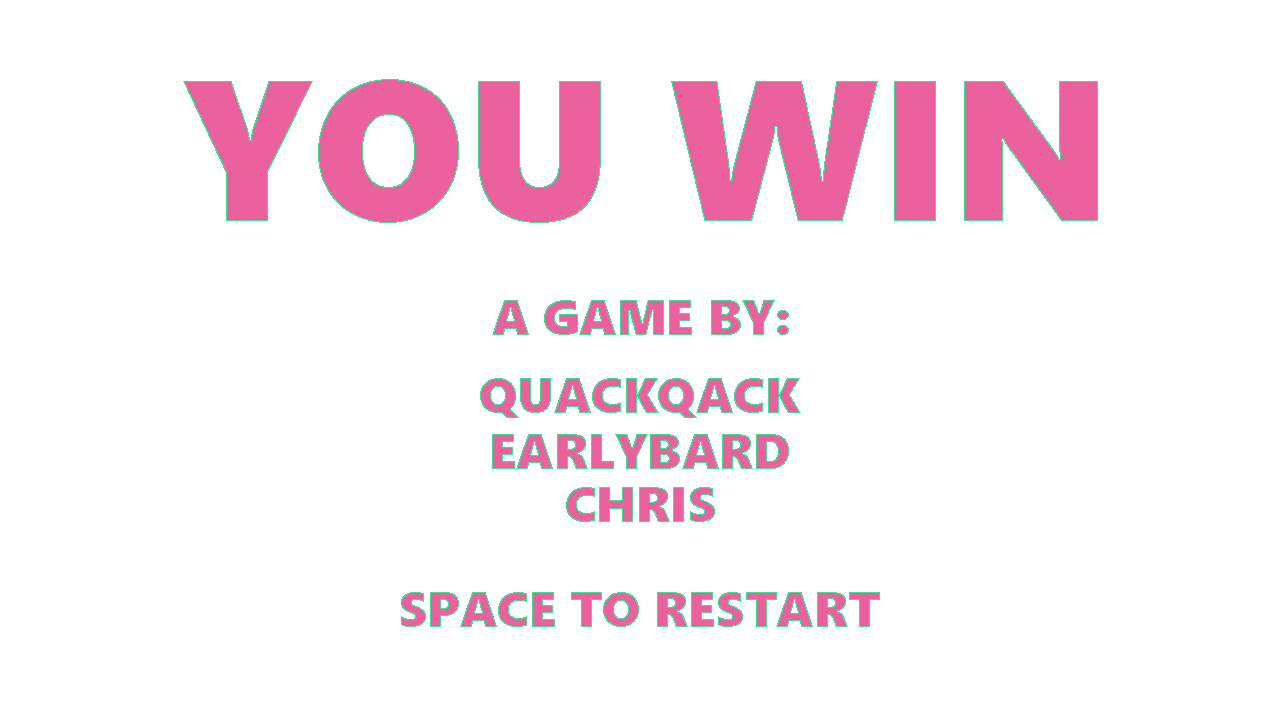 YOU WIN
A GAME BY:
QUACKQACK
EARLYBARD
CHRIS
SPACE TO RESTART